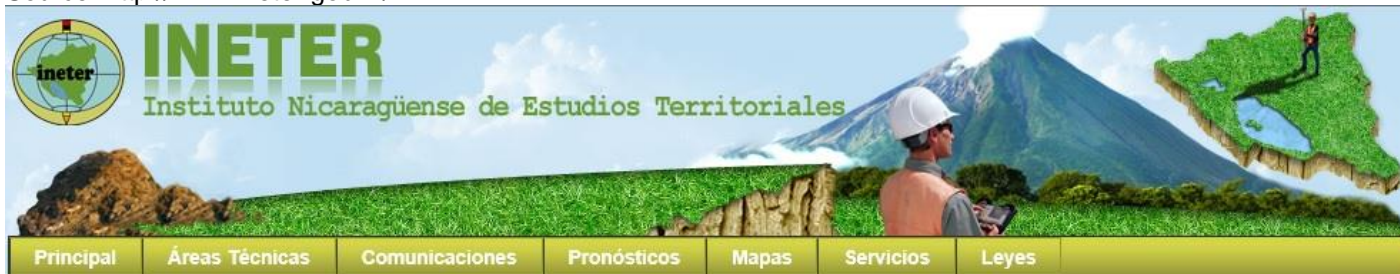 ineter
INETER
Instituto Nicaragüense de Estudios Territoriales
Principal Áreas Técnicas Comunicaciones Pronósticos Mapas Servicios Leyes